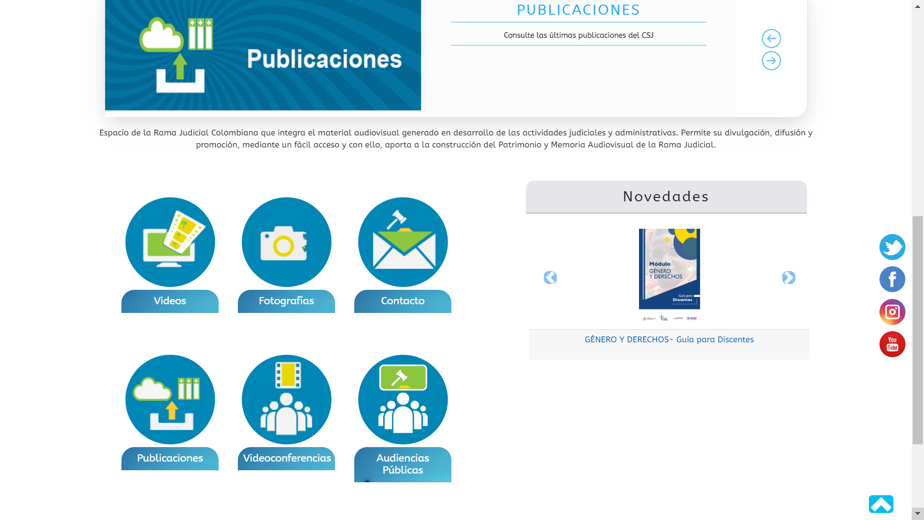 PUBLICACIONES
Consulte las últimas publicaciones del CSJ
Publicaciones
Espacio de la Rama Judicial Colombiana que integra el material audiovisual generado en desarrollo de las actividades judiciales y administrativas. Permite su divulgación, difusión y
promoción, mediante un fácil acceso y con ello, aporta a la construcción del Patrimonio y Memoria Audiovisual de la Rama Judicial.
Videos
Fotografías
Contacto
Publicaciones
Videoconferencias
Audiencias
Públicas
Novedades
Módulo
GÉNERO
Y DERECHOS
Guía para
Discentes
GÉNERO Y DERECHOS- Guía para Discentes
You
Tube